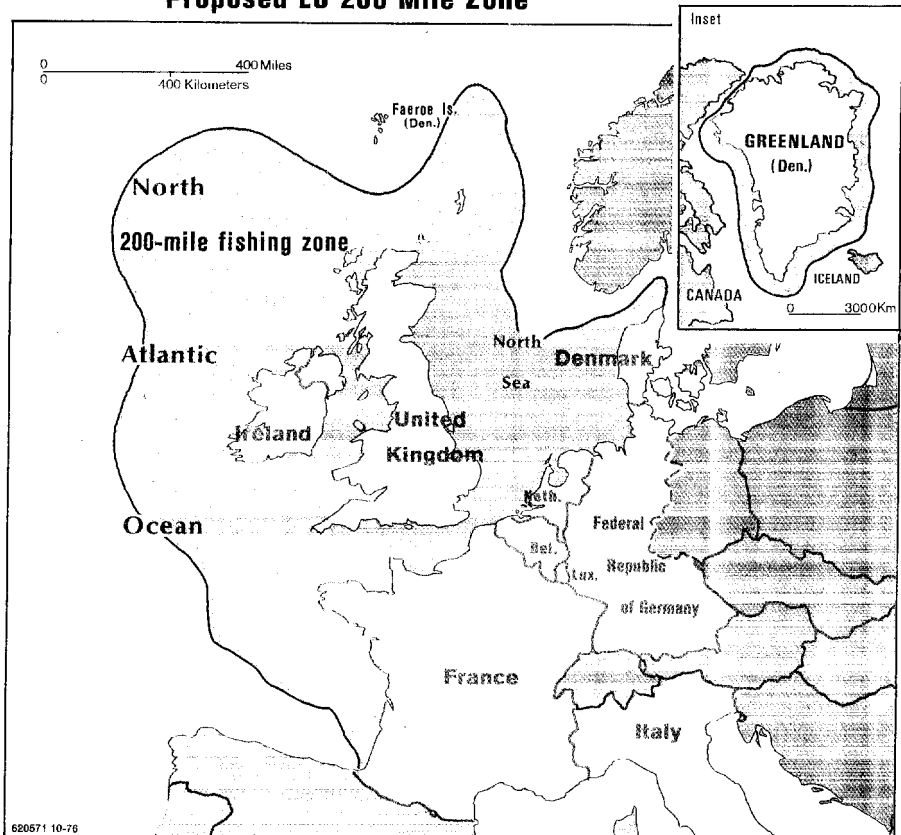 Proposed EC 200 Mile Zone
Inset
0 400 Miles
0 400 Kilometers
Faeroe Is.
(Den.)
GREENLAND
(Den.)
ICELAND
CANADA
0 3000Km
North
200-mile fishing zone
Atlantic
North
Sea
Denmark
Ireland
United
Kingdom
Ocean
Neth.
Federal
Bel.
Lux.
Republic
of Germany
France
Italy
620571 10-76